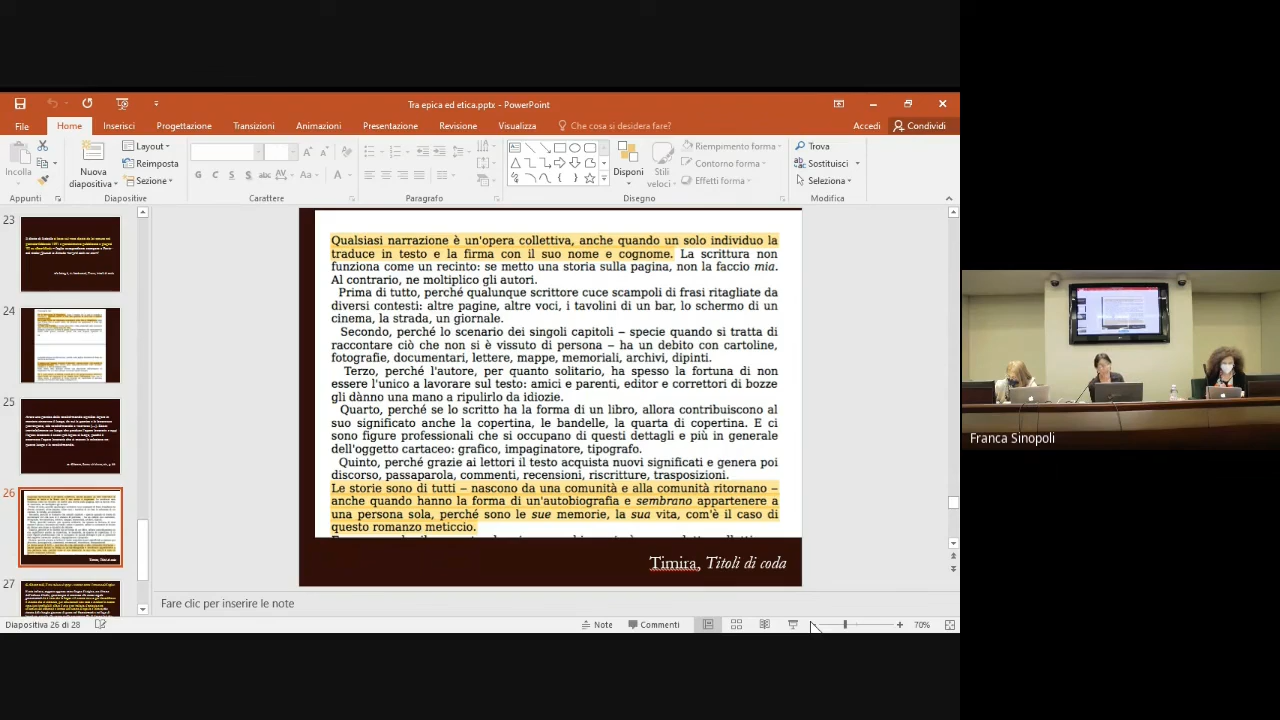 Tra epica ed etica.pptx - PowerPoint
File
Home
Inserisci
Progettazione
Transizioni
Animazioni
Presentazione
Revisione
Visualizza
Che cosa si desidera fare?
Accedi
Condividi
Incolla
Nuova
diapositiva
Layout
Reimposta
Sezione
G C S S abc AV Aa A
Disponi
Stili
veloci
Riempimento forma
Contorno forma
Effetti forma
Trova
Sostituisci
Seleziona
Appunti
Diapositive
Carattere
Paragrafo
Disegno
Modifica
23
24
25
26
27
Qualsiasi narrazione è un'opera collettiva, anche quando un solo individuo la
traduce in testo e la firma con il suo nome e cognome. La scrittura non
funziona come un recinto: se metto una storia sulla pagina, non la faccio mia.
Al contrario, ne moltiplico gli autori.
Prima di tutto, perché qualunque scrittore cuce scampoli di frasi ritagliate da
diversi contesti: altre pagine, altre voci, i tavolini di un bar, lo schermo di un
cinema, la strada, un giornale.
Secondo, perché lo scenario dei singoli capitoli – specie quando si tratta di
raccontare ciò che non si è vissuto di persona – ha un debito con cartoline,
fotografie, documentari, lettere, mappe, memoriali, archivi, dipinti.
Terzo, perché l'autore, per quanto solitario, ha spesso la fortuna di non
essere l'unico a lavorare sul testo: amici e parenti, editor e correttori di bozze
gli dànno una mano a ripulirlo da idiozie.
Quarto, perché se lo scritto ha la forma di un libro, allora contribuiscono al
suo significato anche la copertina, le bandelle, la quarta di copertina. E ci
sono figure professionali che si occupano di questi dettagli e più in generale
dell'oggetto cartaceo: grafico, impaginatore, tipografo.
Quinto, perché grazie ai lettori il testo acquista nuovi significati e genera poi
discorso, passaparola, commenti, recensioni, riscritture, trasposizioni.
Le storie sono di tutti – nascono da una comunità e alla comunità ritornano –
anche quando hanno la forma di un'autobiografia e sembrano appartenere a
una persona sola, perché sono le sue memorie, la sua vita, com'è il caso di
questo romanzo meticcio.
Timira, Titoli di coda
Fare clic per inserire le note
Diapositiva 26 di 28
Note
Commenti
70%
Franca Sinopoli